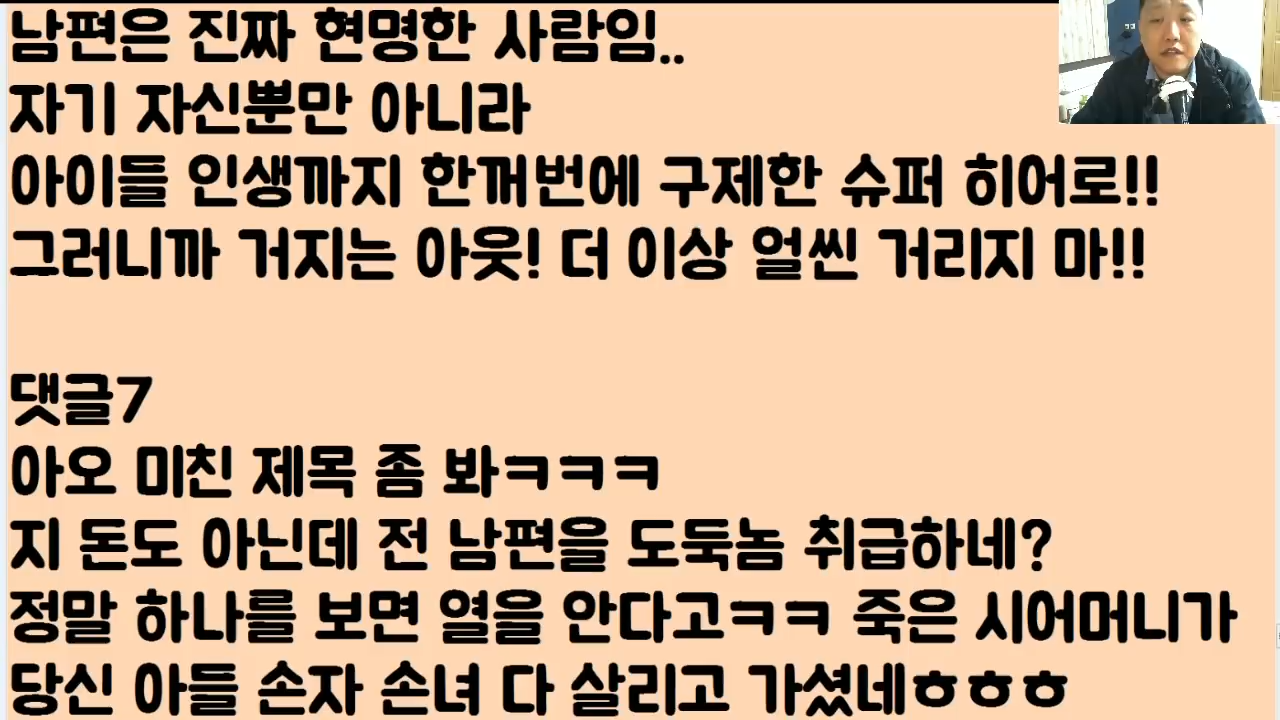 남편은 진짜 현명한 사람임..
자기 자신뿐만 아니라
아이들 인생까지 한꺼번에 구제한 슈퍼 히어로!!
그러니까 거지는 아웃! 더 이상 얼씬 거리지 마!!
댓글7
아오 미친 제목 좀 봐ㅋㅋㅋ
지 돈도 아닌데 전 남편을 도둑놈 취급하네?
정말 하나를 보면 열을 안다고ㅋㅋ 죽은 시어머니가
당신 아들 손자 손녀 다 살리고 가셨네ㅎㅎㅎ